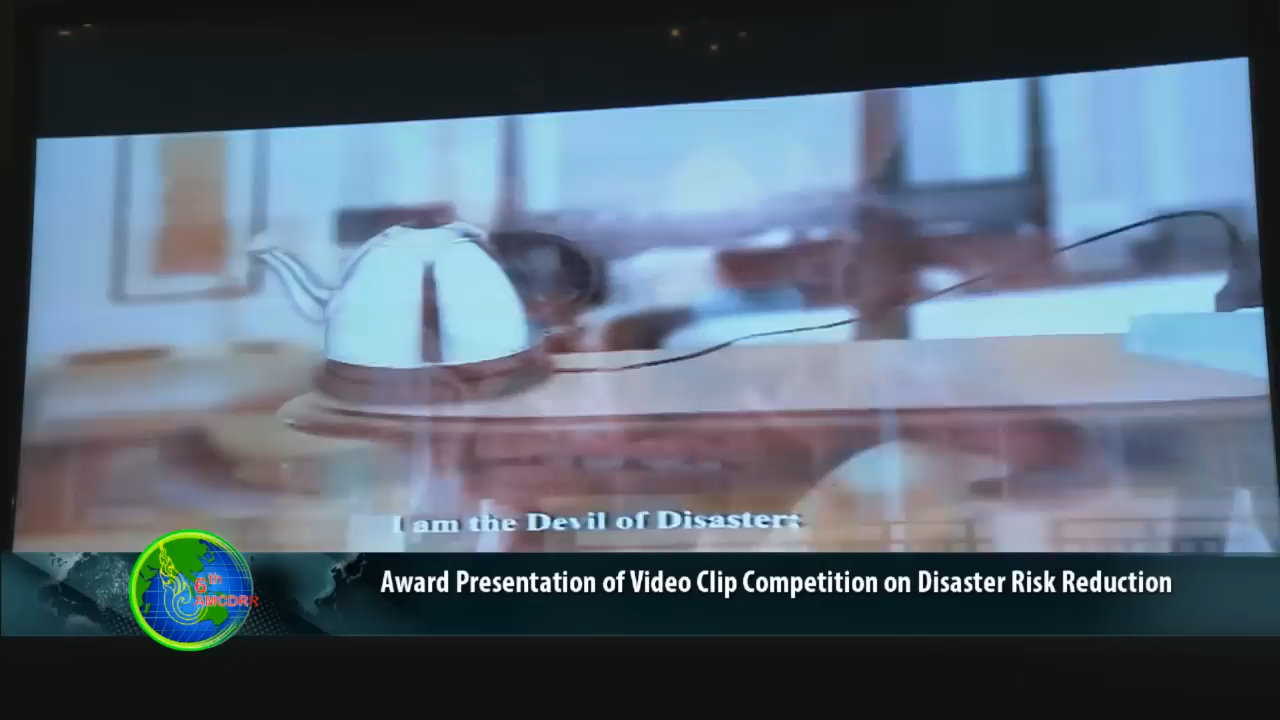 I am the Devil of Disaster:
6th
AMCDRR
Award Presentation of Video Clip Competition on Disaster Risk Reduction